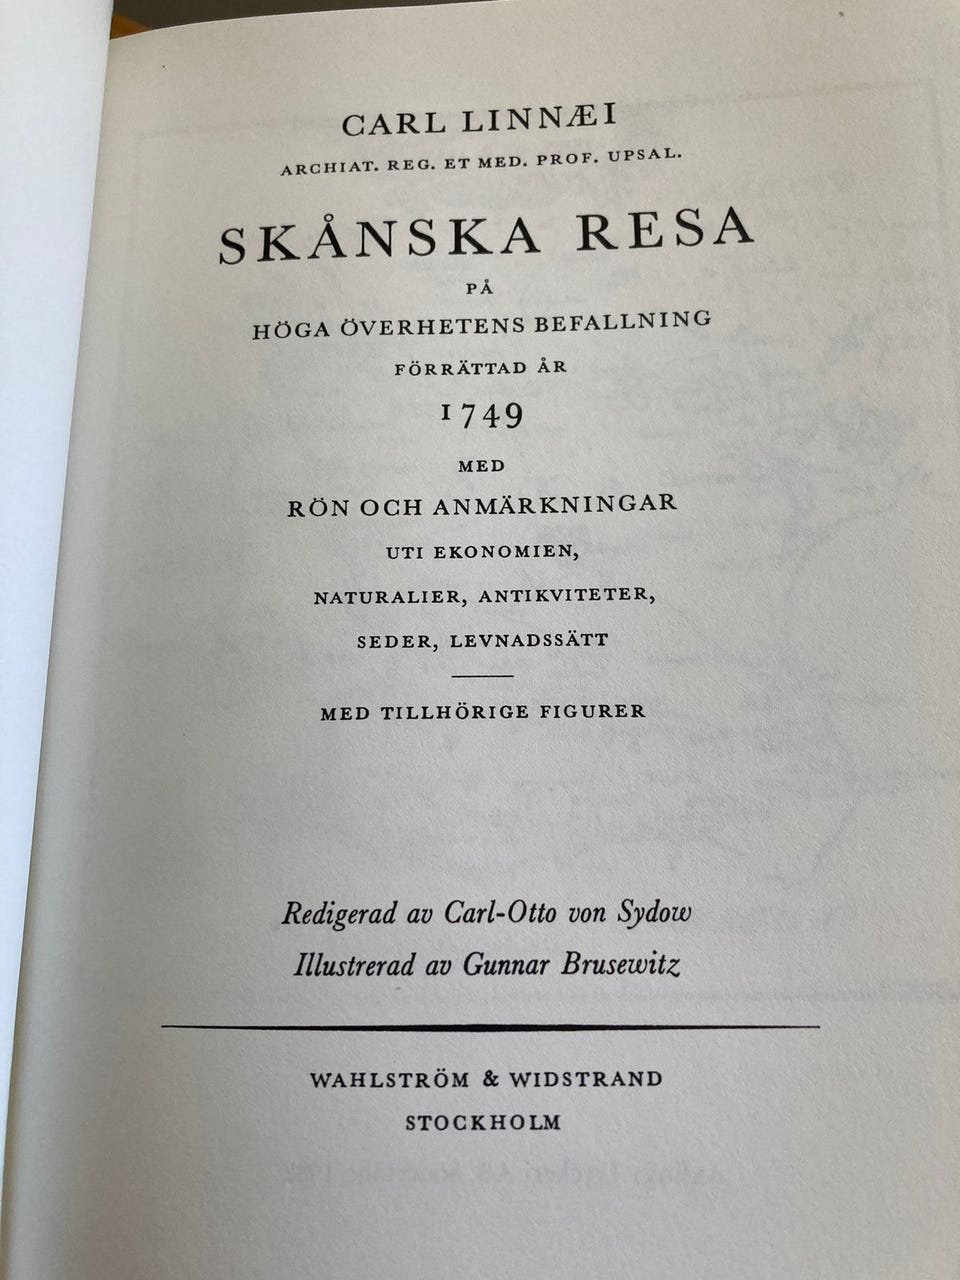 CARL LINNÆI
ARCHIAT. REG. ET MED. PROF. UPSAL.
SKÅNSKA RESA
PÅ
HÖGA ÖVERHETENS BEFALLNING
FÖRRÄTTAD ÅR
1749
MED
RÖN OCH ANMÄRKNINGAR
UTI EKONOMIEN,
NATURALIER, ANTIKVITETER,
SEDER, LEVNADSSÄTT
MED TILLHÖRIGE FIGURER
Redigerad av Carl-Otto von Sydow
Illustrerad av Gunnar Brusewitz
WAHLSTRÖM & WIDSTRAND
STOCKHOLM